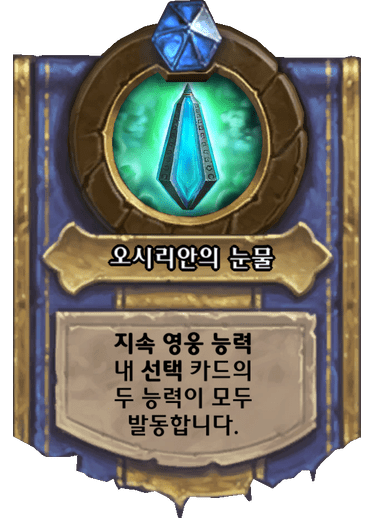 오시리안의 눈물
지속 영웅 능력
내 선택 카드의
두 능력이 모두
발동합니다.